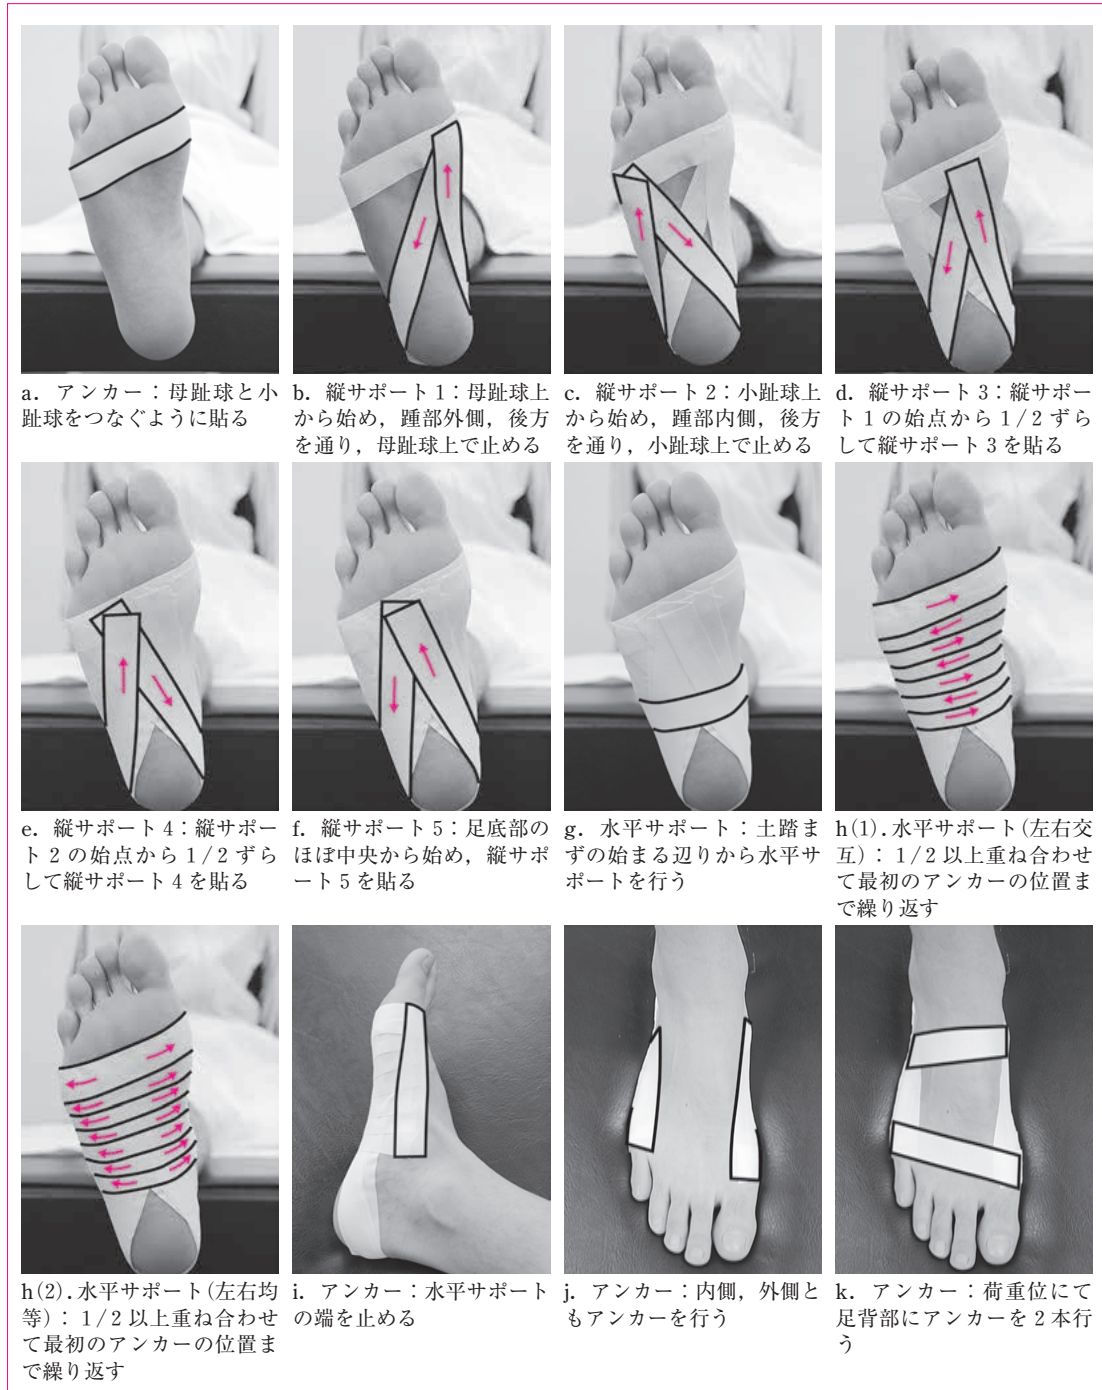 a．アンカー：母趾球と小
趾球をつなぐように貼る
b．縦サポート1：母趾球上
から始め，踵部外側，後方
を通り，母趾球上で止める
c．縦サポート2：小趾球上
から始め，踵部内側，後方
を通り，小趾球上で止める
d．縦サポート3：縦サポー
ト1の始点から1/2ずら
して縦サポート3を貼る
e．縦サポート4：縦サポー
ト2の始点から1/2ずら
して縦サポート4を貼る
f．縦サポート5：足底部の
ほぼ中央から始め，縦サポ
ート5を貼る
g．水平サポート：土踏ま
ずの始まる辺りから水平サ
ポートを行う
h(1)．水平サポート(左右交
互)：1/2以上重ね合わせ
て最初のアンカーの位置ま
で繰り返す
h(2)．水平サポート(左右均
等)：1/2以上重ね合わせ
て最初のアンカーの位置ま
で繰り返す
i．アンカー：水平サポート
の端を止める
j．アンカー：内側，外側と
もアンカーを行う
k．アンカー：荷重位にて
足背部にアンカーを2本行
う